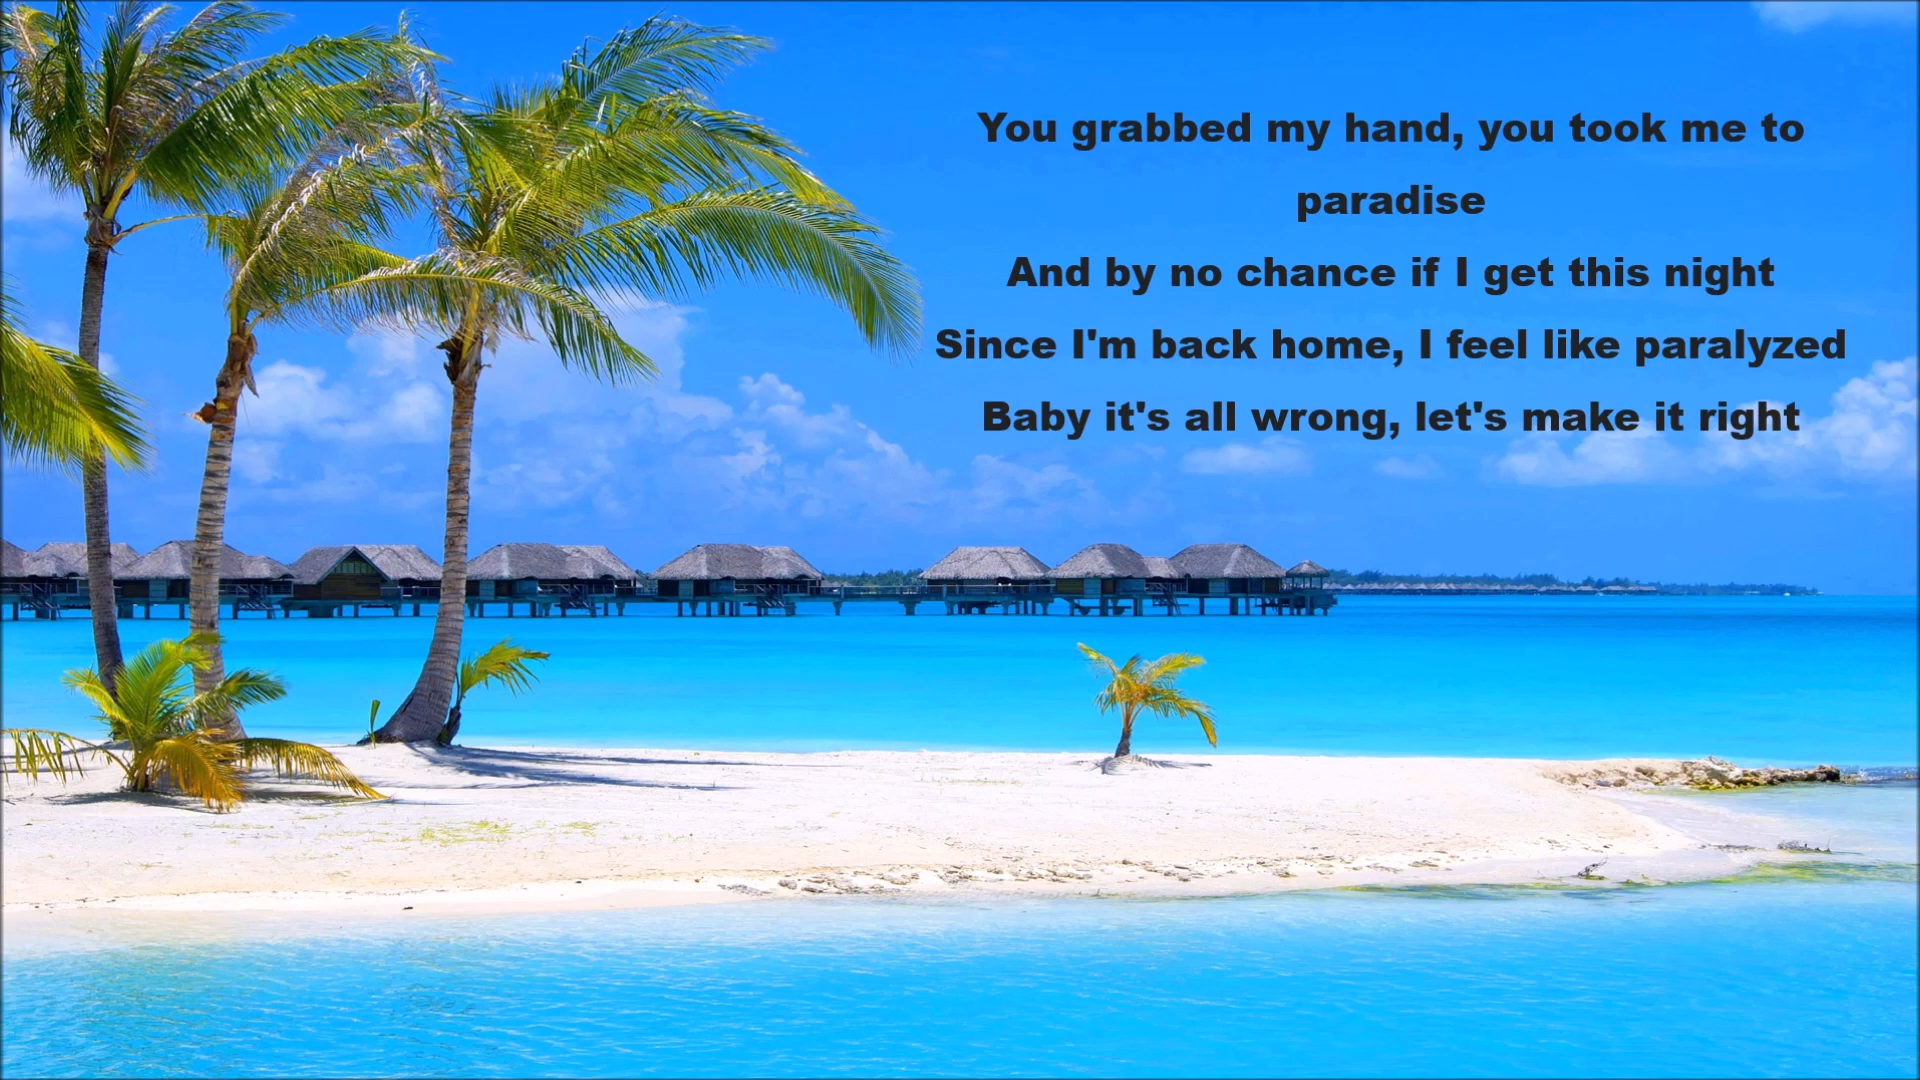 You grabbed my hand, you took me to
paradise
And by no chance if I get this night
Since I'm back home, I feel like paralyzed
Baby it's all wrong, let's make it right